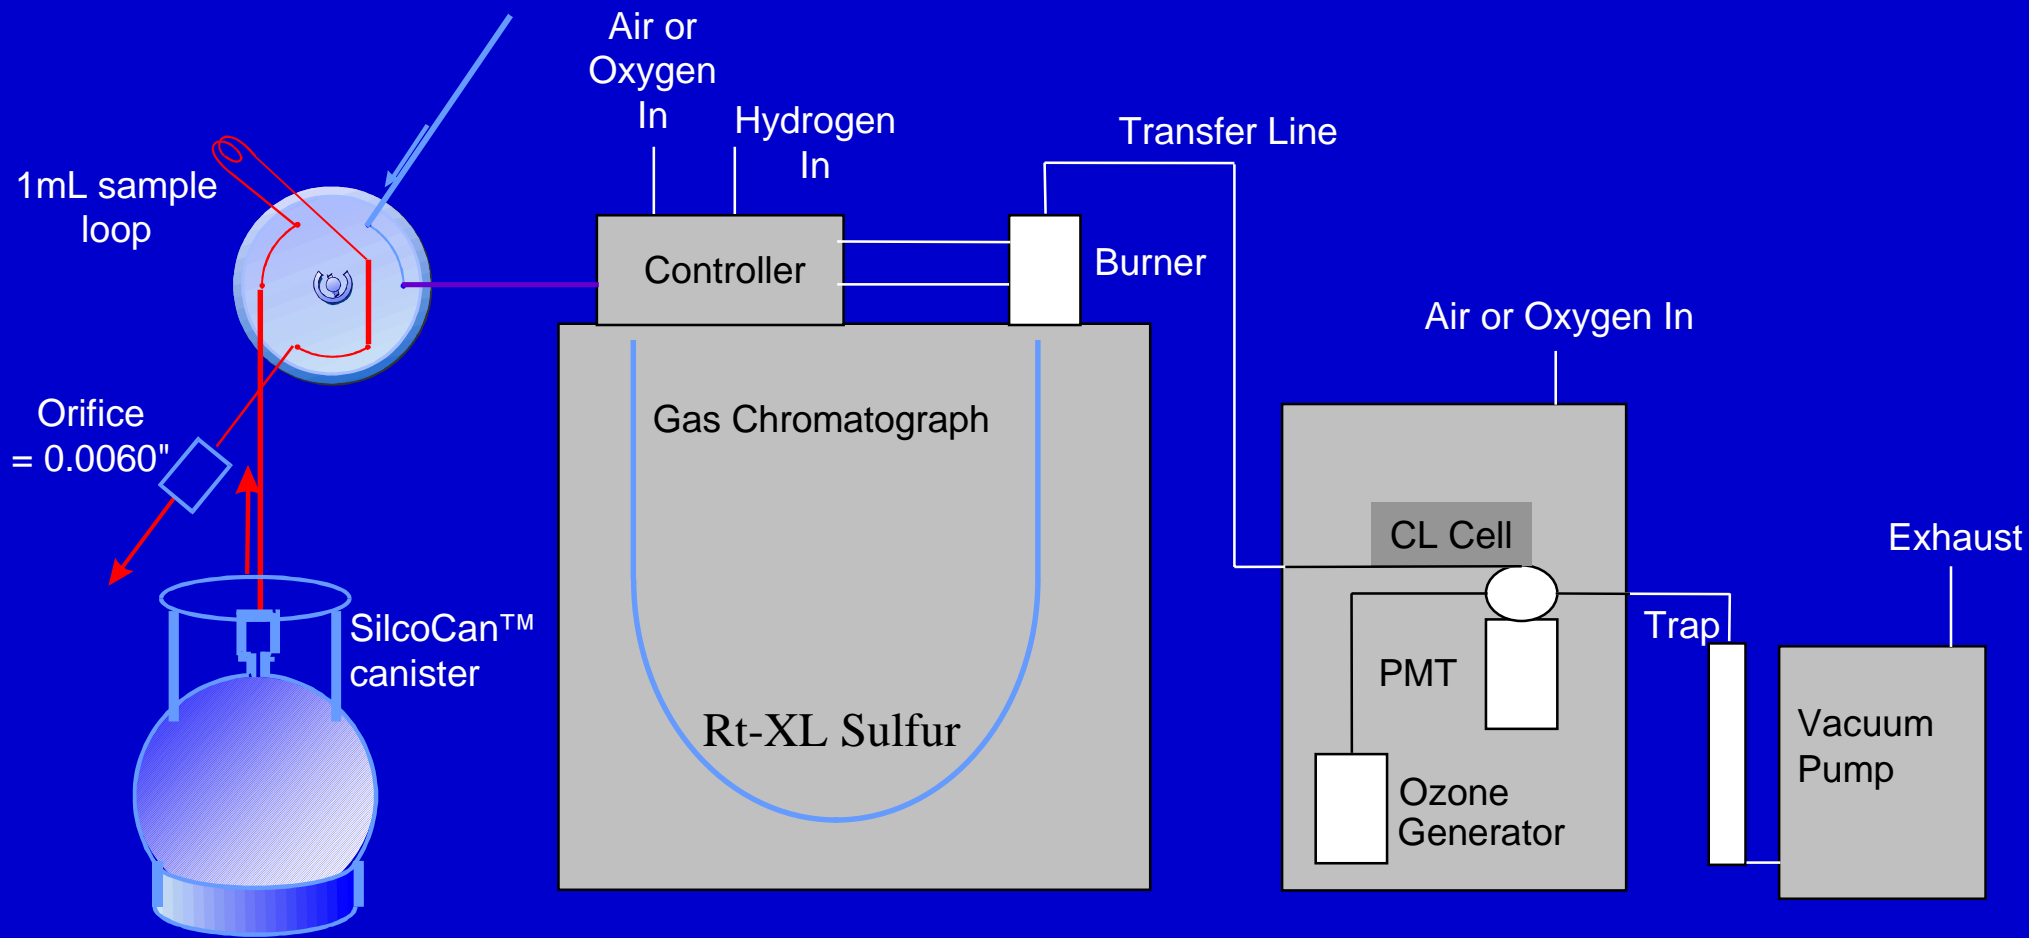 Air or
Oxygen
In
Hydrogen
In
Transfer Line
1mL sample
loop
Controller
Burner
Air or Oxygen In
Orifice
= 0.0060"
Gas Chromatograph
CL Cell
Exhaust
SilcoCan™
canister
Trap
PMT
Rt-XL Sulfur
Vacuum
Pump
Ozone
Generator